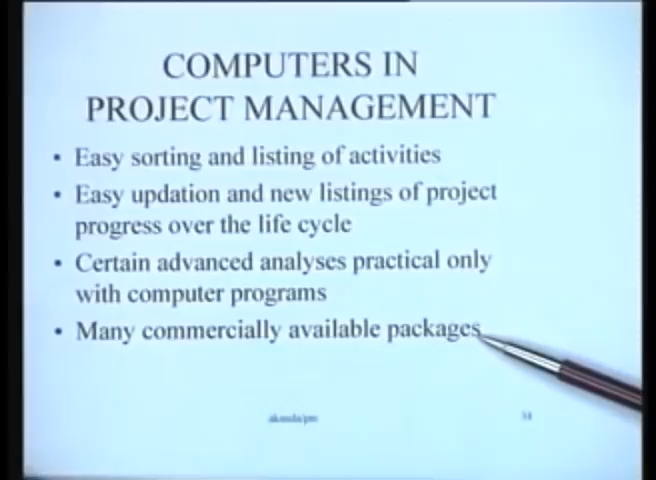 COMPUTERS IN
PROJECT MANAGEMENT
• Easy sorting and listing of activities
• Easy updation and new listings of project
progress over the life cycle
• Certain advanced analyses practical only
with computer programs
• Many commercially available packages